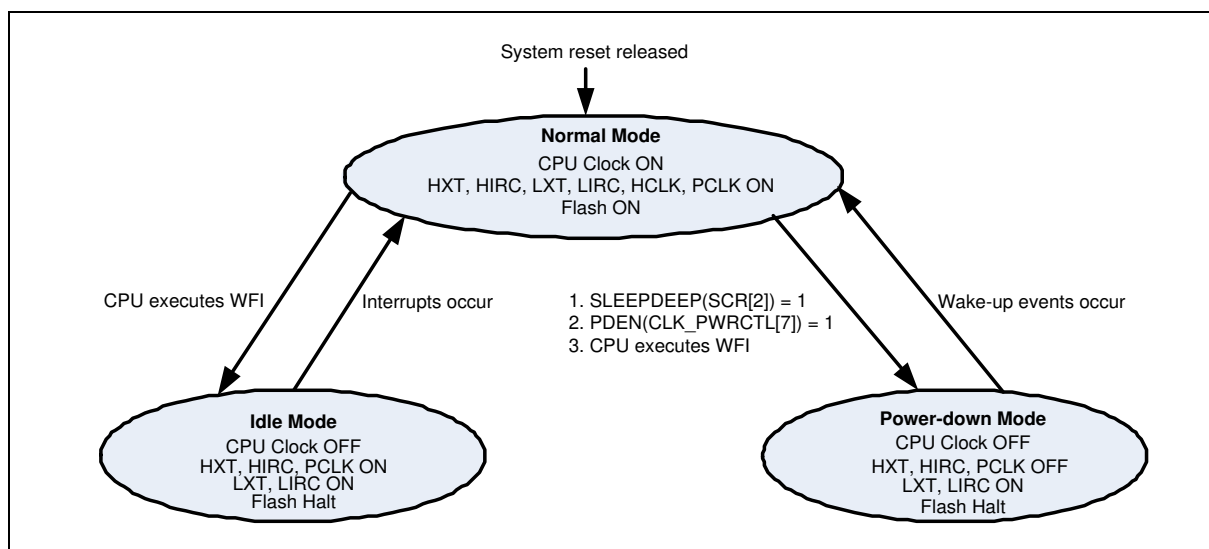 System reset released
Normal Mode
CPU Clock ON
HXT, HIRC, LXT, LIRC, HCLK, PCLK ON
Flash ON
CPU executes WFI
Interrupts occur
1. SLEEPDEEP(SCR[2]) = 1
2. PDEN(CLK_PWRCTL[7]) = 1
3. CPU executes WFI
Wake-up events occur
Idle Mode
CPU Clock OFF
HXT, HIRC, PCLK ON
LXT, LIRC ON
Flash Halt
Power-down Mode
CPU Clock OFF
HXT, HIRC, PCLK OFF
LXT, LIRC ON
Flash Halt